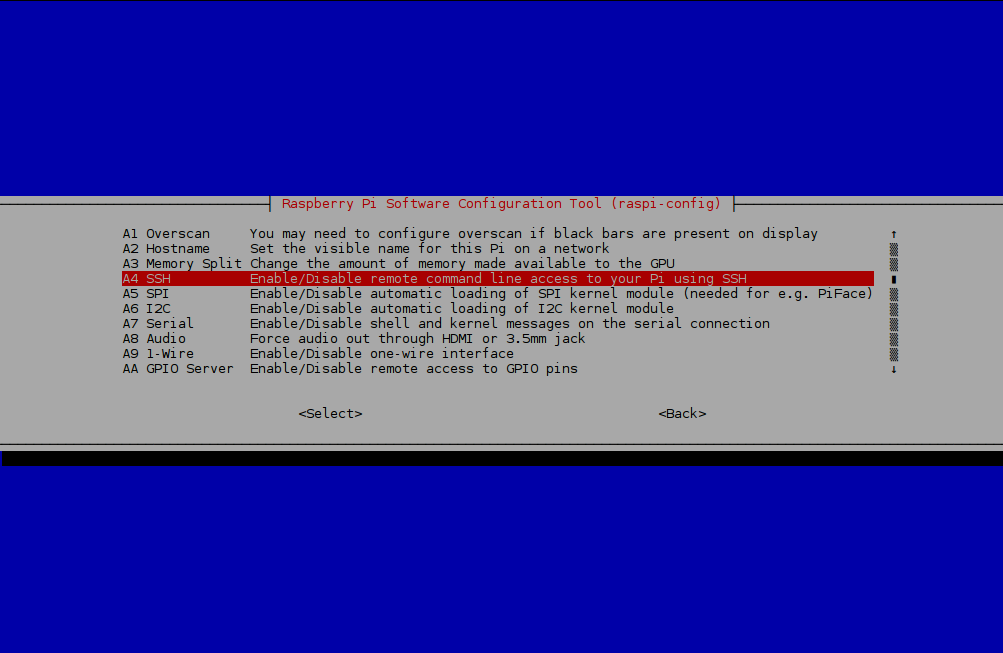 Raspberry Pi Software Configuration Tool (raspi-config)
A1 Overscan You may need to configure overscan if black bars are present on display
A2 Hostname Set the visible name for this Pi on a network
A3 Memory Split Change the amount of memory made available to the GPU
A4 SSH Enable/Disable remote command line access to your Pi using SSH
A5 SPI Enable/Disable automatic loading of SPI kernel module (needed for e.g. PiFace)
A6 I2C Enable/Disable automatic loading of I2C kernel module
A7 Serial Enable/Disable shell and kernel messages on the serial connection
A8 Audio Force audio out through HDMI or 3.5mm jack
A9 1-Wire Enable/Disable one-wire interface
AA GPIO Server Enable/Disable remote access to GPIO pins
<Select> <Back>